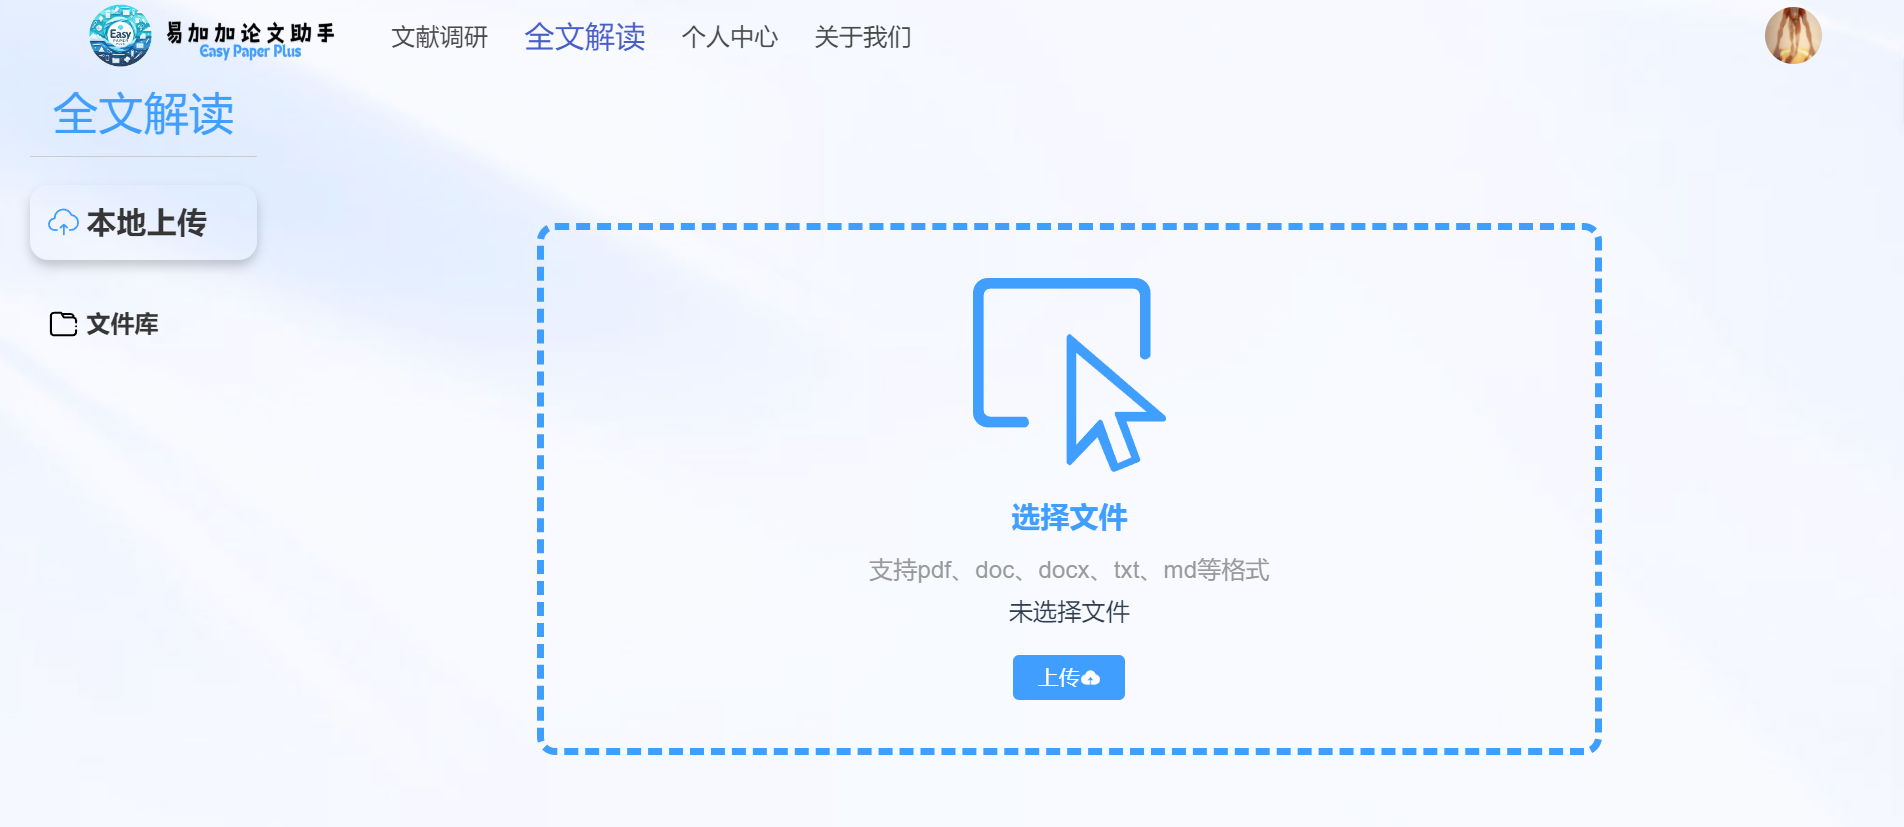 易加加论文助手
Easy Paper Plus
Easy
文献调研
全文解读
个人中心
关于我们
全文解读
本地上传
文件库
选择文件
支持pdf、doc、docx、txt、md等格式
未选择文件
上传